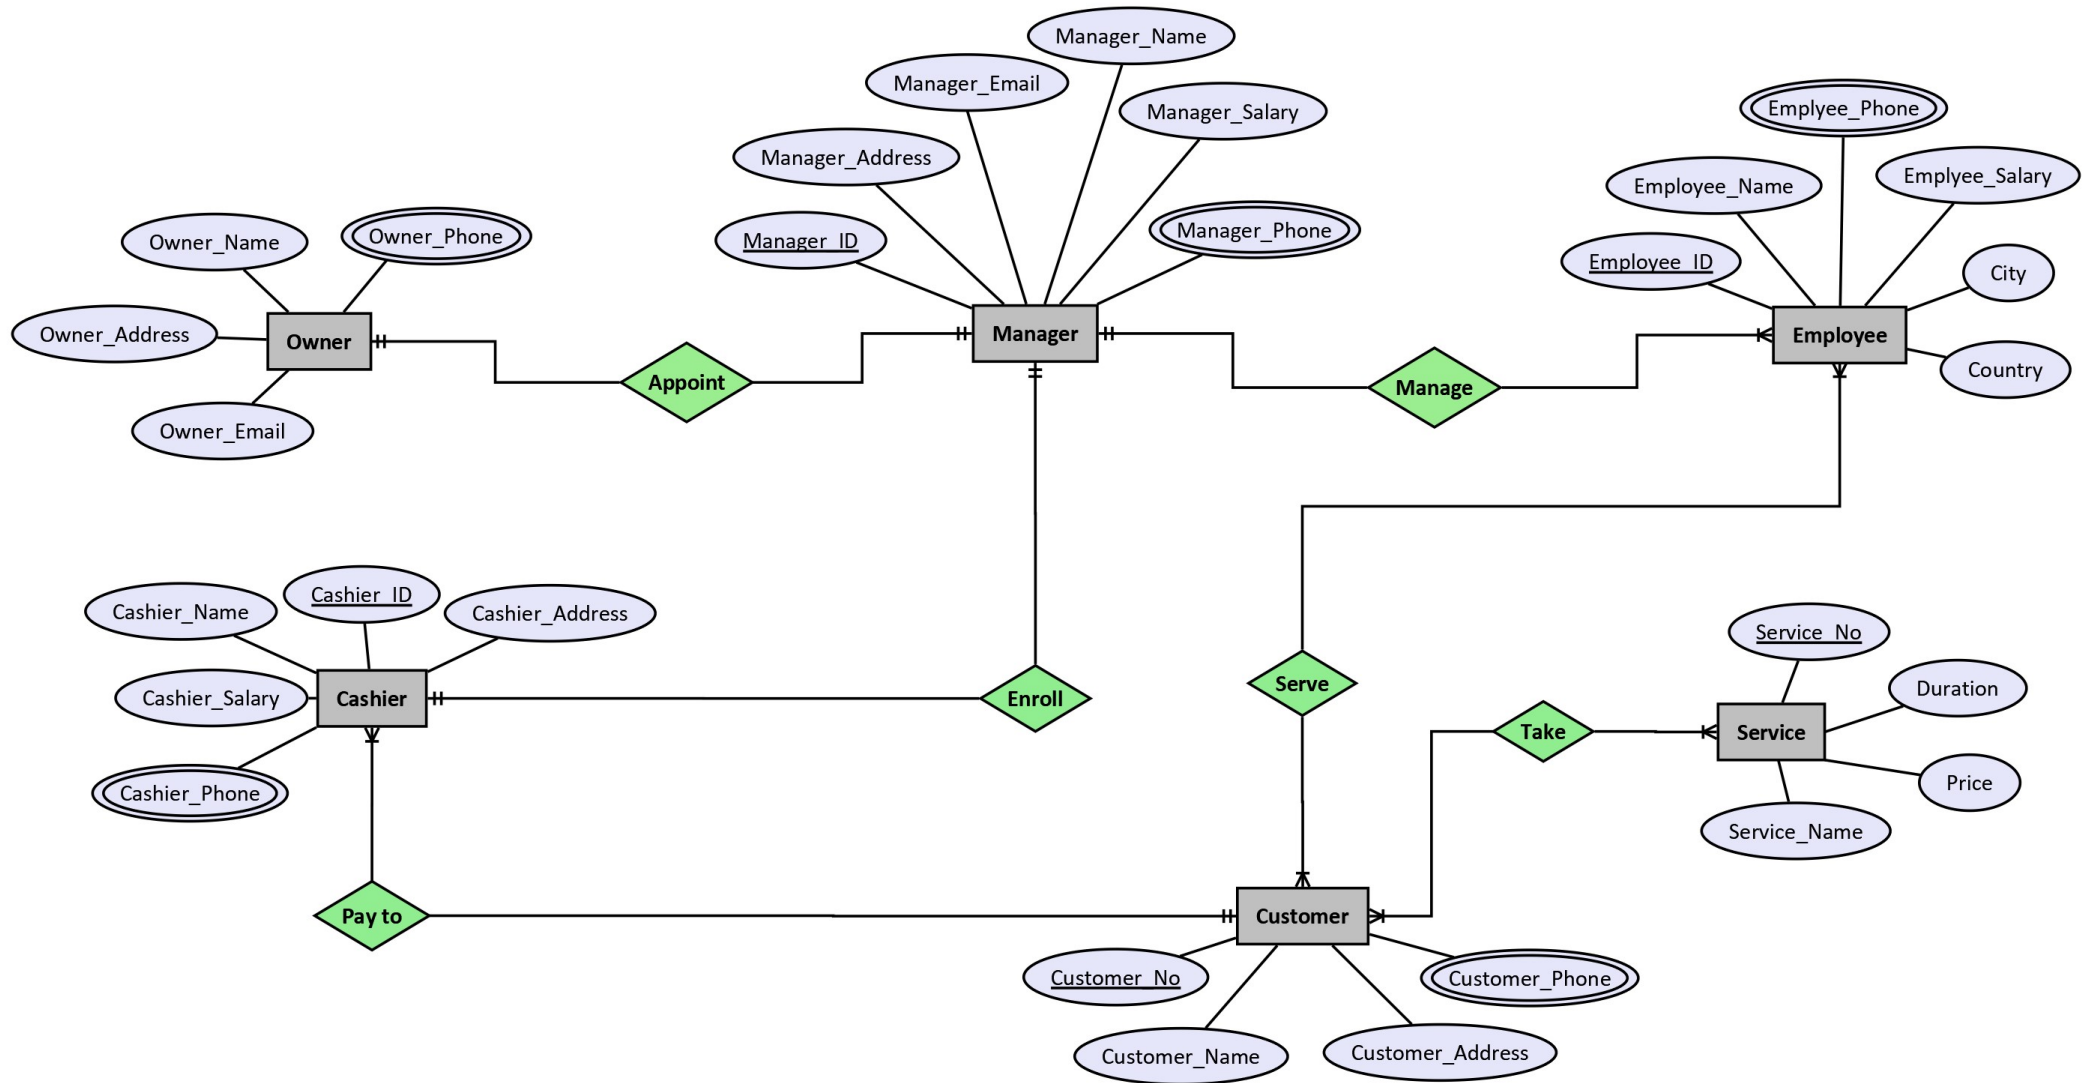 Manager_Name
Manager_Email
Manager_Salary
Manager_Address
Manager_ID
Manager_Phone
Manager
Emplyee_Phone
Employee_Name
Emplyee_Salary
Employee_ID
City
Country
Employee
Owner_Name
Owner_Phone
Owner_Address
Owner
Owner_Email
Appoint
Manage
Cashier_Name
Cashier_ID
Cashier_Address
Cashier_Salary
Cashier
Cashier_Phone
Enroll
Serve
Take
Service_No
Duration
Service
Price
Service_Name
Pay to
Customer
Customer_No
Customer_Phone
Customer_Name
Customer_Address